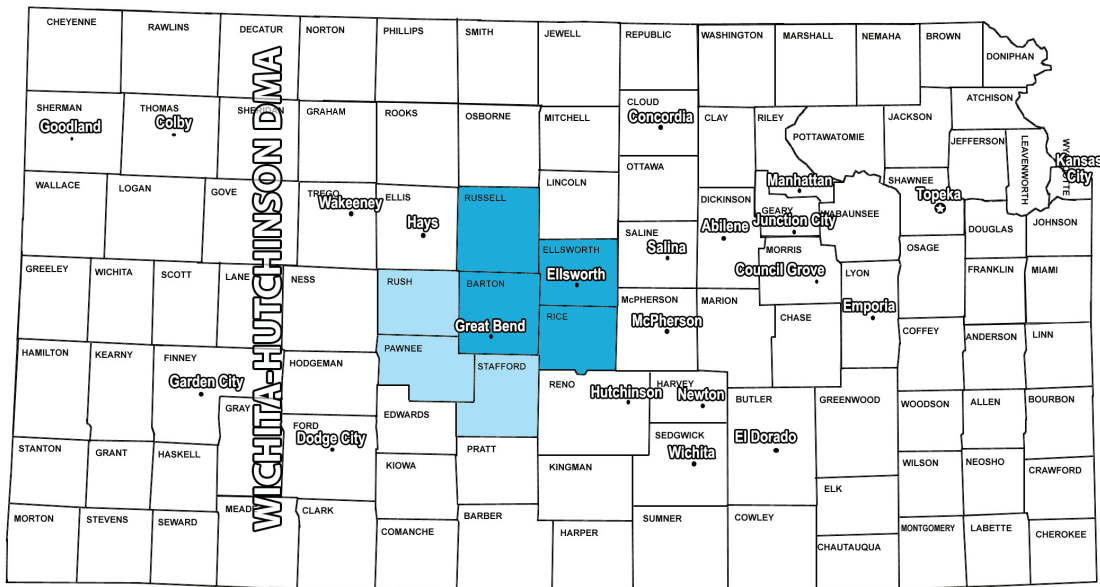 CHEYENNE
RAWLINS
DECATUR
NORTON
PHILLIPS
SMITH
JEWELL
REPUBLIC
WASHINGTON
MARSHALL
NEMAHA
BROWN
DONIPHAN
SHERMAN
Goodland
THOMAS
Colby
SHERIDAN
GRAHAM
ROOKS
OSBORNE
MITCHELL
CLOUD
Concordia
CLAY
RILEY
POTTAWATOMIE
JACKSON
ATCHISON
JEFFERSON
LEAVENWORTH
WYANDOTTE
Kansas
City
WALLACE
LOGAN
GOVE
TREGO
Wakeeney
ELLIS
Hays
RUSSELL
LINCOLN
OTTAWA
DICKINSON
Abilene
Manhattan
GEARY
Junction City
WABAUNSEE
SHAWNEE
Topeka
DOUGLAS
JOHNSON
SALINE
Salina
ELLSWORTH
Ellsworth
MORRIS
Council Grove
OSAGE
GREELEY
WICHITA
SCOTT
LANE
NESS
RUSH
BARTON
Great Bend
RICE
McPHERSON
McPherson
MARION
CHASE
LYON
Emporia
FRANKLIN
MIAMI
COFFEY
ANDERSON
LINN
HAMILTON
KEARNY
FINNEY
Garden City
HODGEMAN
PAWNEE
STAFFORD
RENO
Hutchinson
HARVEY
Newton
BUTLER
El Dorado
GREENWOOD
WOODSON
ALLEN
BOURBON
GRAY
FORD
Dodge City
EDWARDS
SEDGWICK
Wichita
STANTON
GRANT
HASKELL
KIOWA
PRATT
KINGMAN
WILSON
NEOSHO
CRAWFORD
ELK
MORTON
STEVENS
SEWARD
MEADE
CLARK
COMANCHE
BARBER
HARPER
SUMNER
COWLEY
CHAUTAUQUA
MONTGOMERY
LABETTE
CHEROKEE
WICHITA-HUTCHINSON DMA